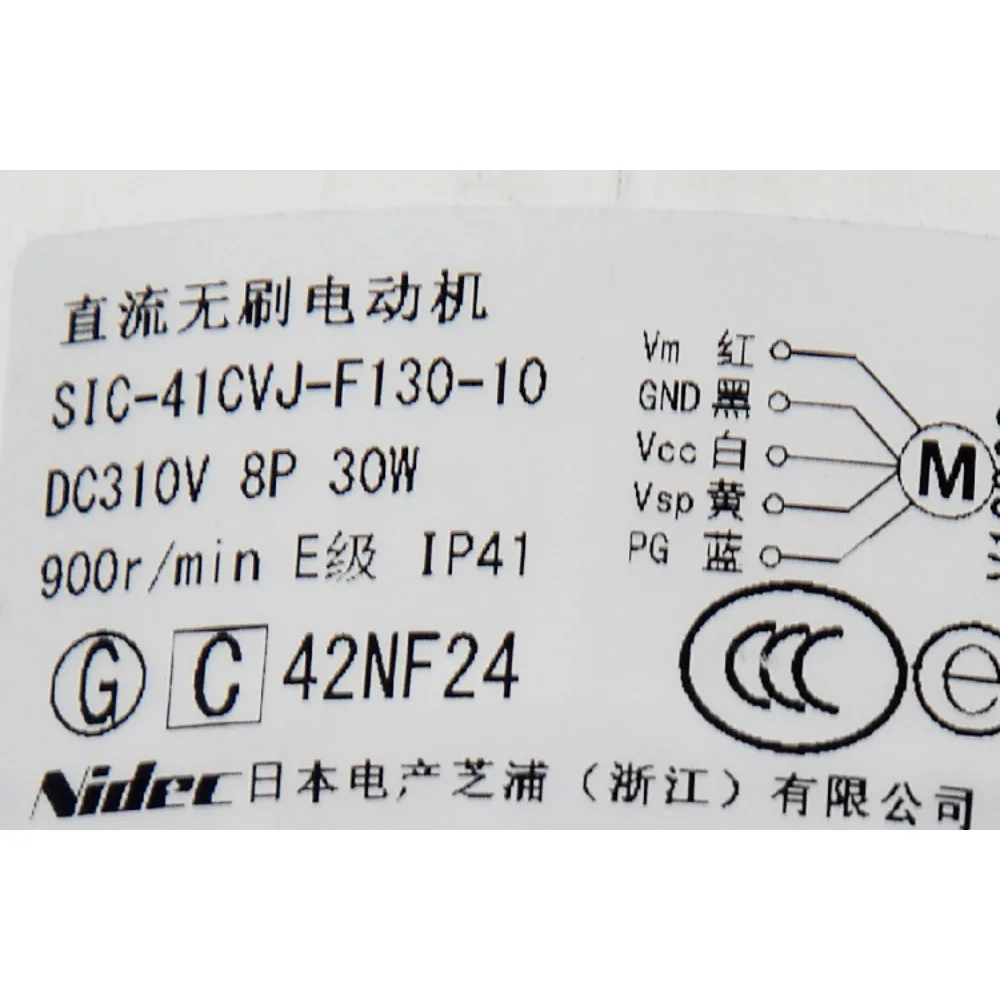 直流无刷电动机
SIC-41CVJ-F130-10
DC310V 8P 30W
900r/min E级 IP41
G C 42NF24
Vm 红
GND 黑
Vcc 白
Vsp 黄
PG 蓝
M
CCC
e
Nidec 日本电产芝浦（浙江）有限公司